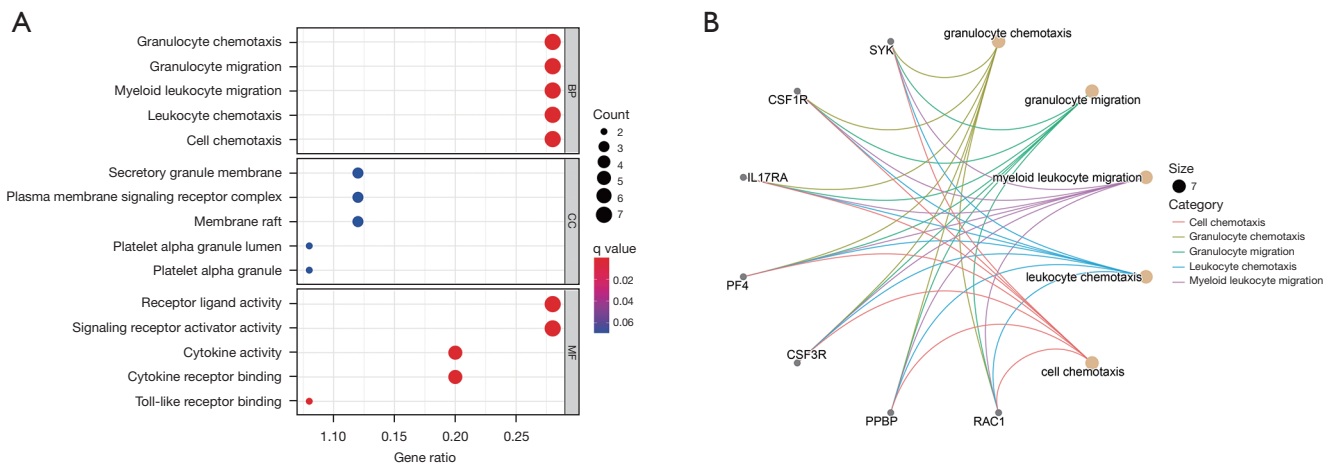 A
Granulocyte chemotaxis
Granulocyte migration
Myeloid leukocyte migration
Leukocyte chemotaxis
Cell chemotaxis
BP
Secretory granule membrane
Plasma membrane signaling receptor complex
Membrane raft
Platelet alpha granule lumen
Platelet alpha granule
CC
Receptor ligand activity
Signaling receptor activator activity
Cytokine activity
Cytokine receptor binding
Toll-like receptor binding
MF
1.10 0.15 0.20 0.25
Gene ratio
Count
2
3
4
5
6
7
q value
0.02
0.04
0.06
B
granulocyte chemotaxis
SYK
CSF1R
granulocyte migration
IL17RA
myeloid leukocyte migration
PF4
leukocyte chemotaxis
CSF3R
cell chemotaxis
PPBP
RAC1
Size
7
Category
Cell chemotaxis
Granulocyte chemotaxis
Granulocyte migration
Leukocyte chemotaxis
Myeloid leukocyte migration